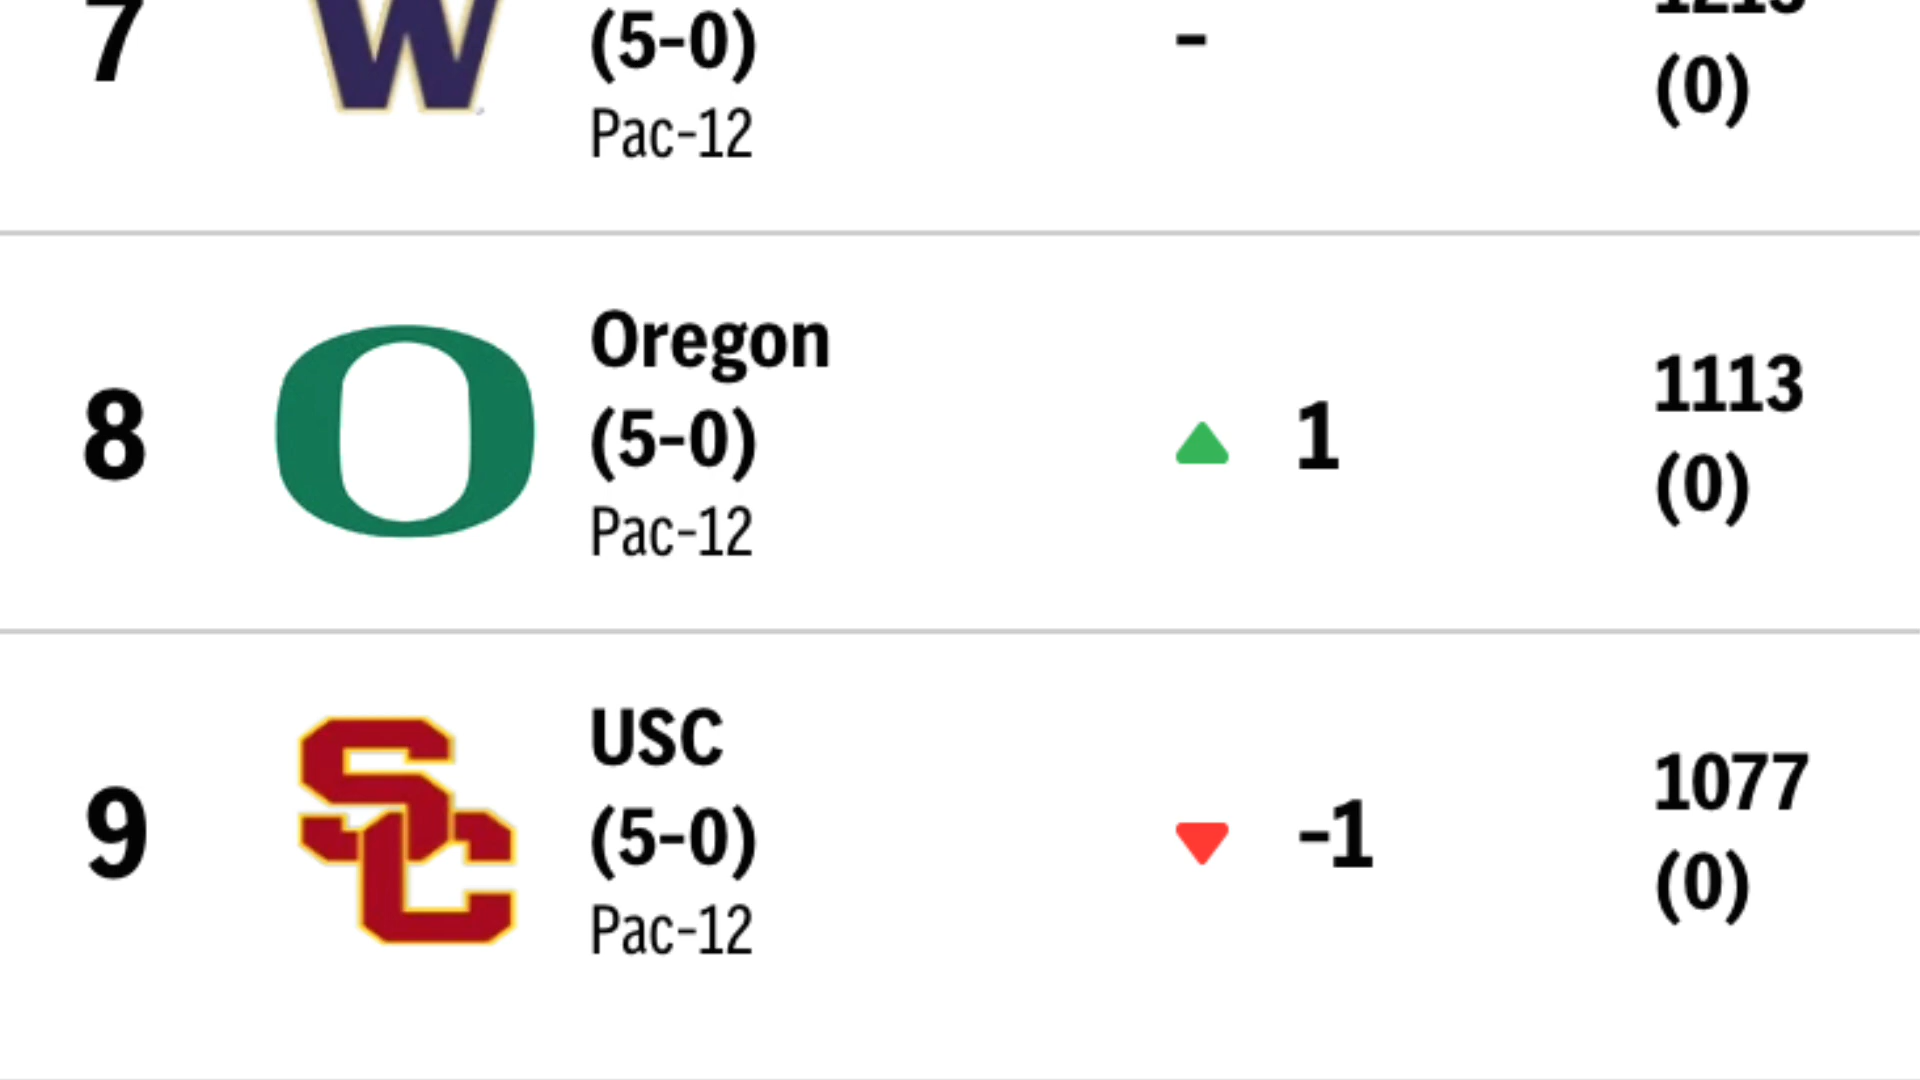 7
W
(5-0)
Pac-12
-
(0)
8
O
Oregon
(5-0)
Pac-12
1
1113
(0)
9
SC
USC
(5-0)
Pac-12
-1
1077
(0)